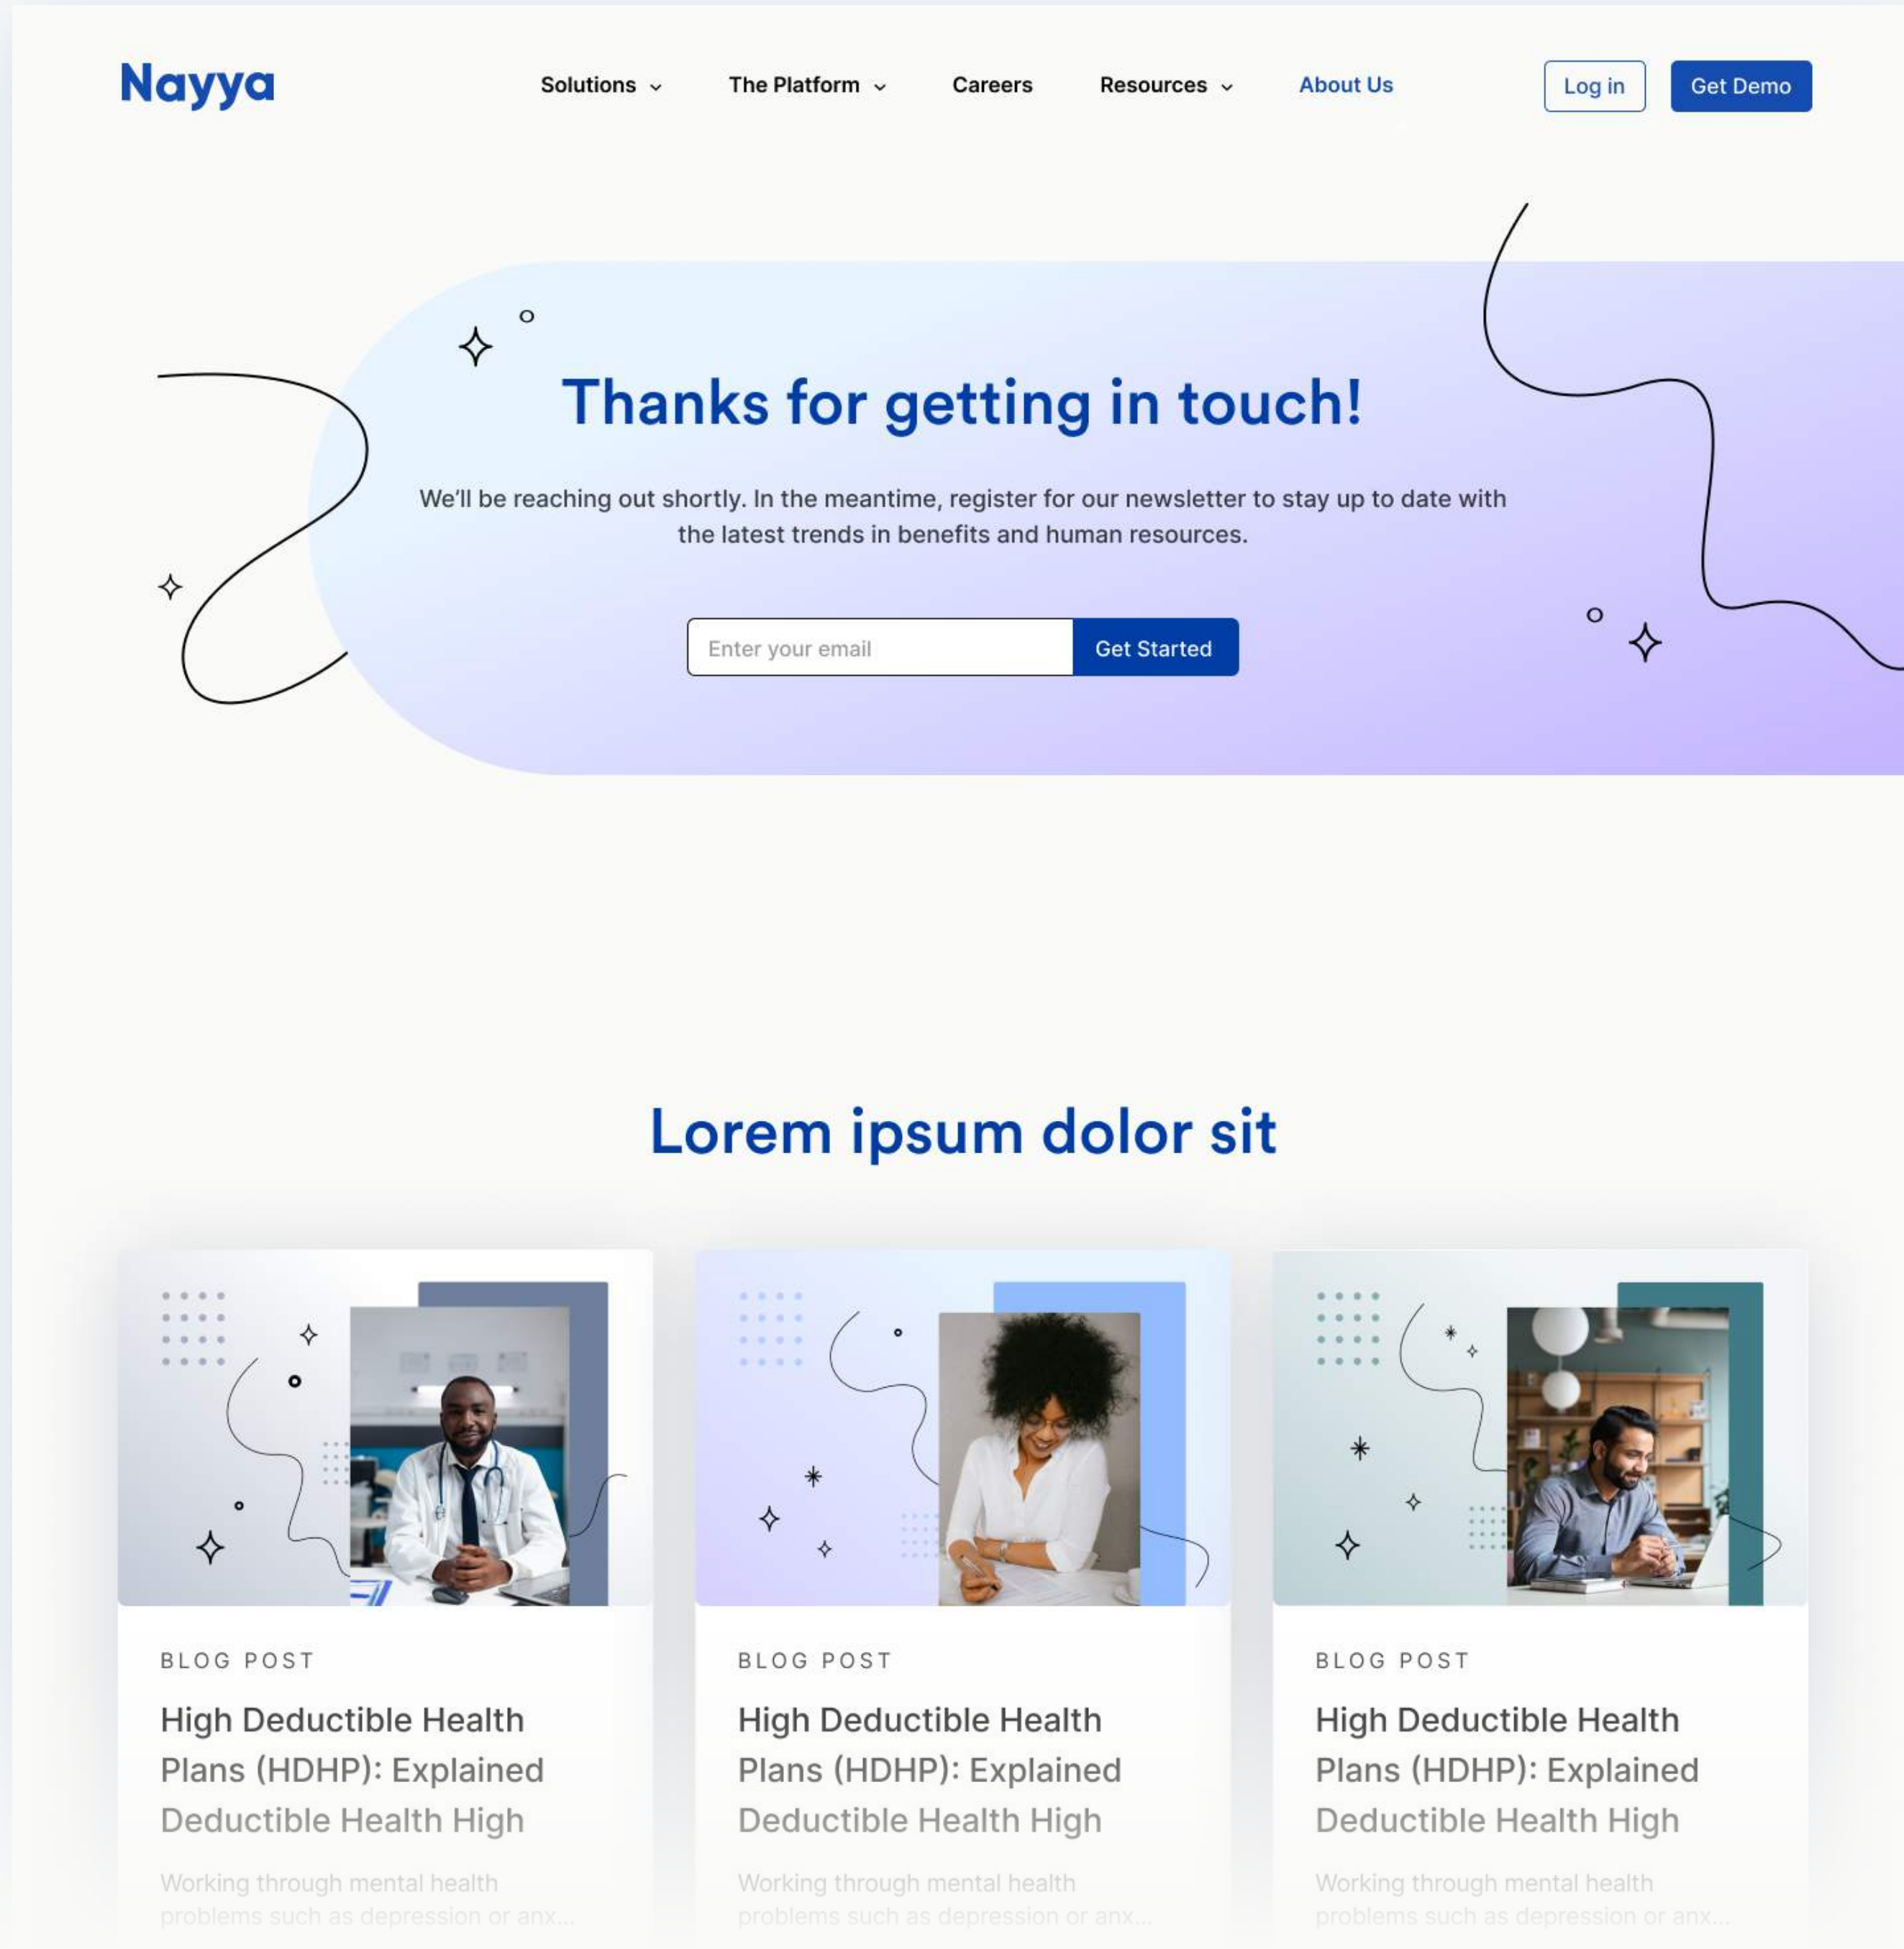 Nayya
Solutions
The Platform
Careers
Resources
About Us
Log in
Get Demo
Thanks for getting in touch!
We'll be reaching out shortly. In the meantime, register for our newsletter to stay up to date with
the latest trends in benefits and human resources.
Enter your email
Get Started
Lorem ipsum dolor sit
BLOG POST
High Deductible Health
Plans (HDHP): Explained
Deductible Health High
Working through mental health
problems such as depression or anx...
BLOG POST
High Deductible Health
Plans (HDHP): Explained
Deductible Health High
Working through mental health
problems such as depression or anx...
BLOG POST
High Deductible Health
Plans (HDHP): Explained
Deductible Health High
Working through mental health
problems such as depression or anx...